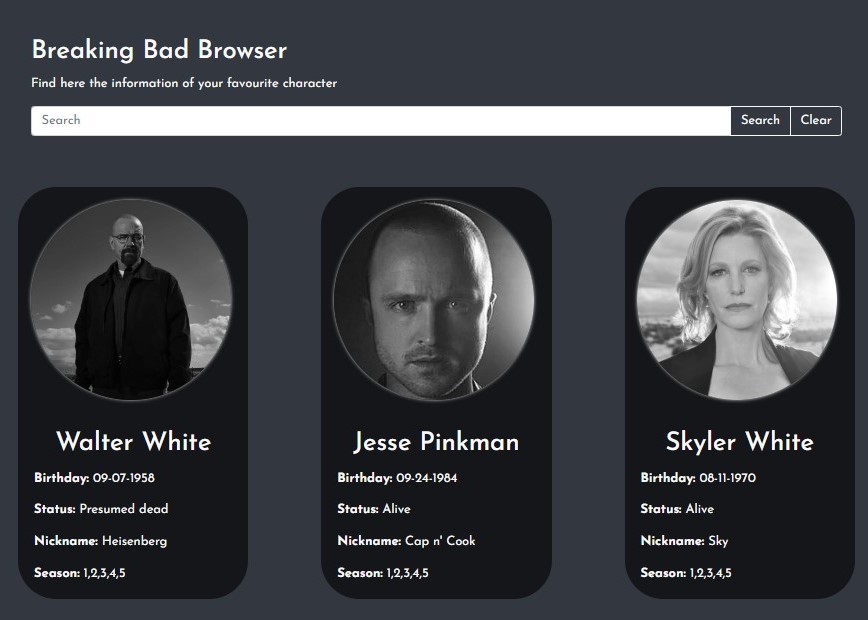 Breaking Bad Browser
Find here the information of your favourite character
Search Search Clear
Walter White
Birthday: 09-07-1958
Status: Presumed dead
Nickname: Heisenberg
Season: 1,2,3,4,5
Jesse Pinkman
Birthday: 09-24-1984
Status: Alive
Nickname: Cap n' Cook
Season: 1,2,3,4,5
Skyler White
Birthday: 08-11-1970
Status: Alive
Nickname: Sky
Season: 1,2,3,4,5